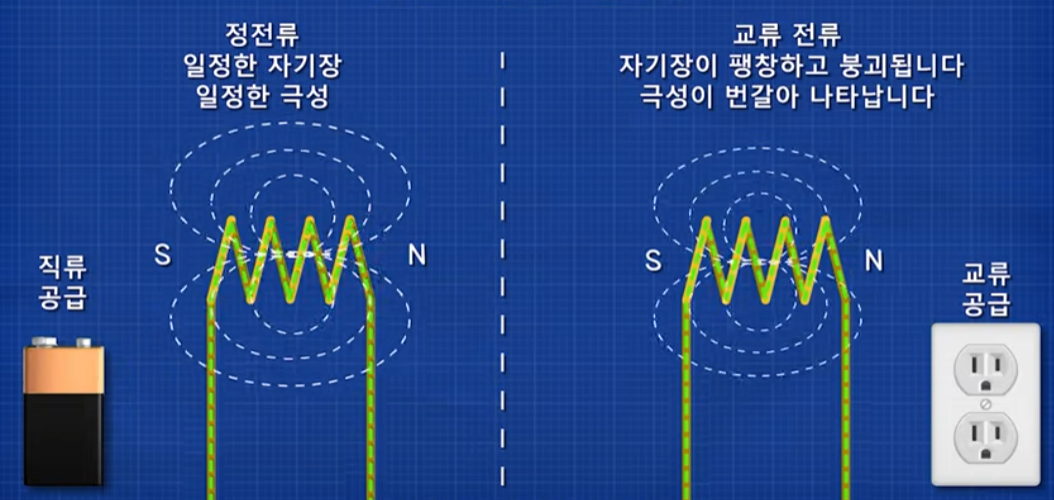 정전류
일정한 자기장
일정한 극성
교류 전류
자기장이 팽창하고 붕괴됩니다
극성이 번갈아 나타납니다
S
N
S
N
직류
공급
교류
공급